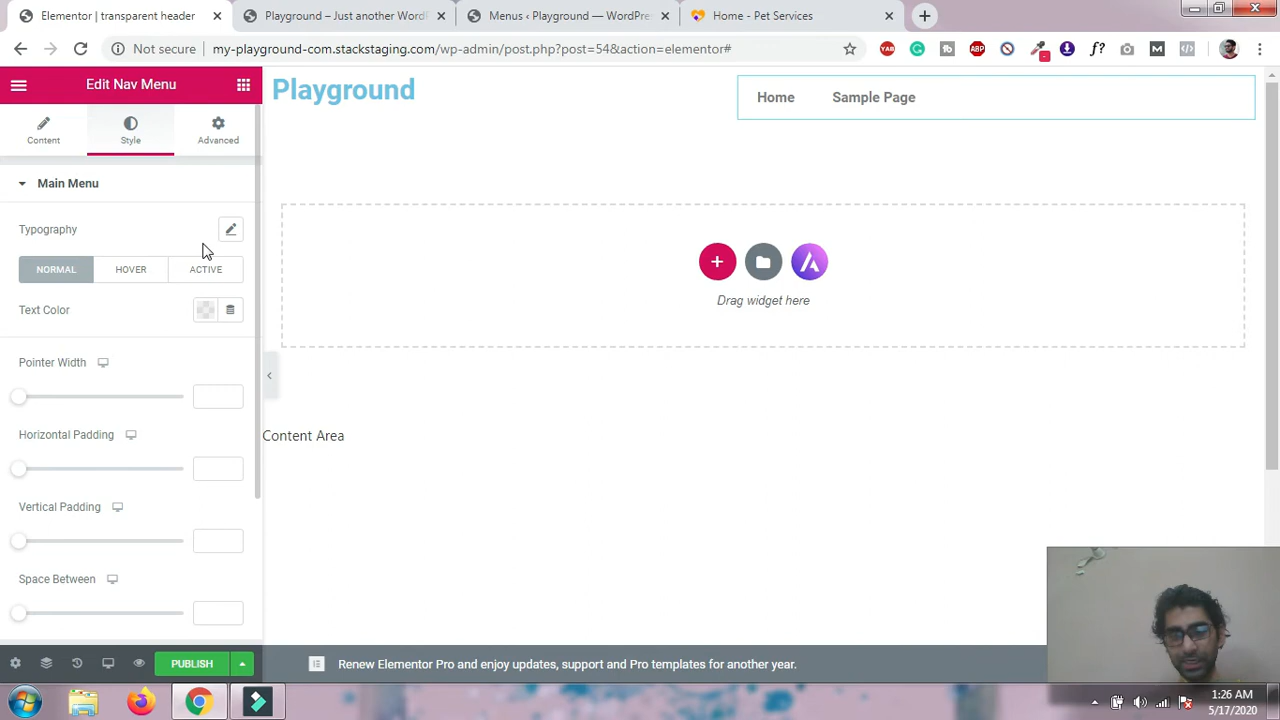 Elementor | transparent header
Playground – Just another WordP
Menus ‹ Playground — WordPress
Home - Pet Services
Not secure
my-playground-com.stackstaging.com/wp-admin/post.php?post=54&action=elementor#
YAB
ABP
f?
M
Edit Nav Menu
Content
Style
Advanced
Main Menu
Typography
NORMAL
HOVER
ACTIVE
Text Color
Pointer Width
Horizontal Padding
Vertical Padding
Space Between
PUBLISH
Playground
Home
Sample Page
Drag widget here
Content Area
Renew Elementor Pro and enjoy updates, support and Pro templates for another year.
1:26 AM
5/17/2020